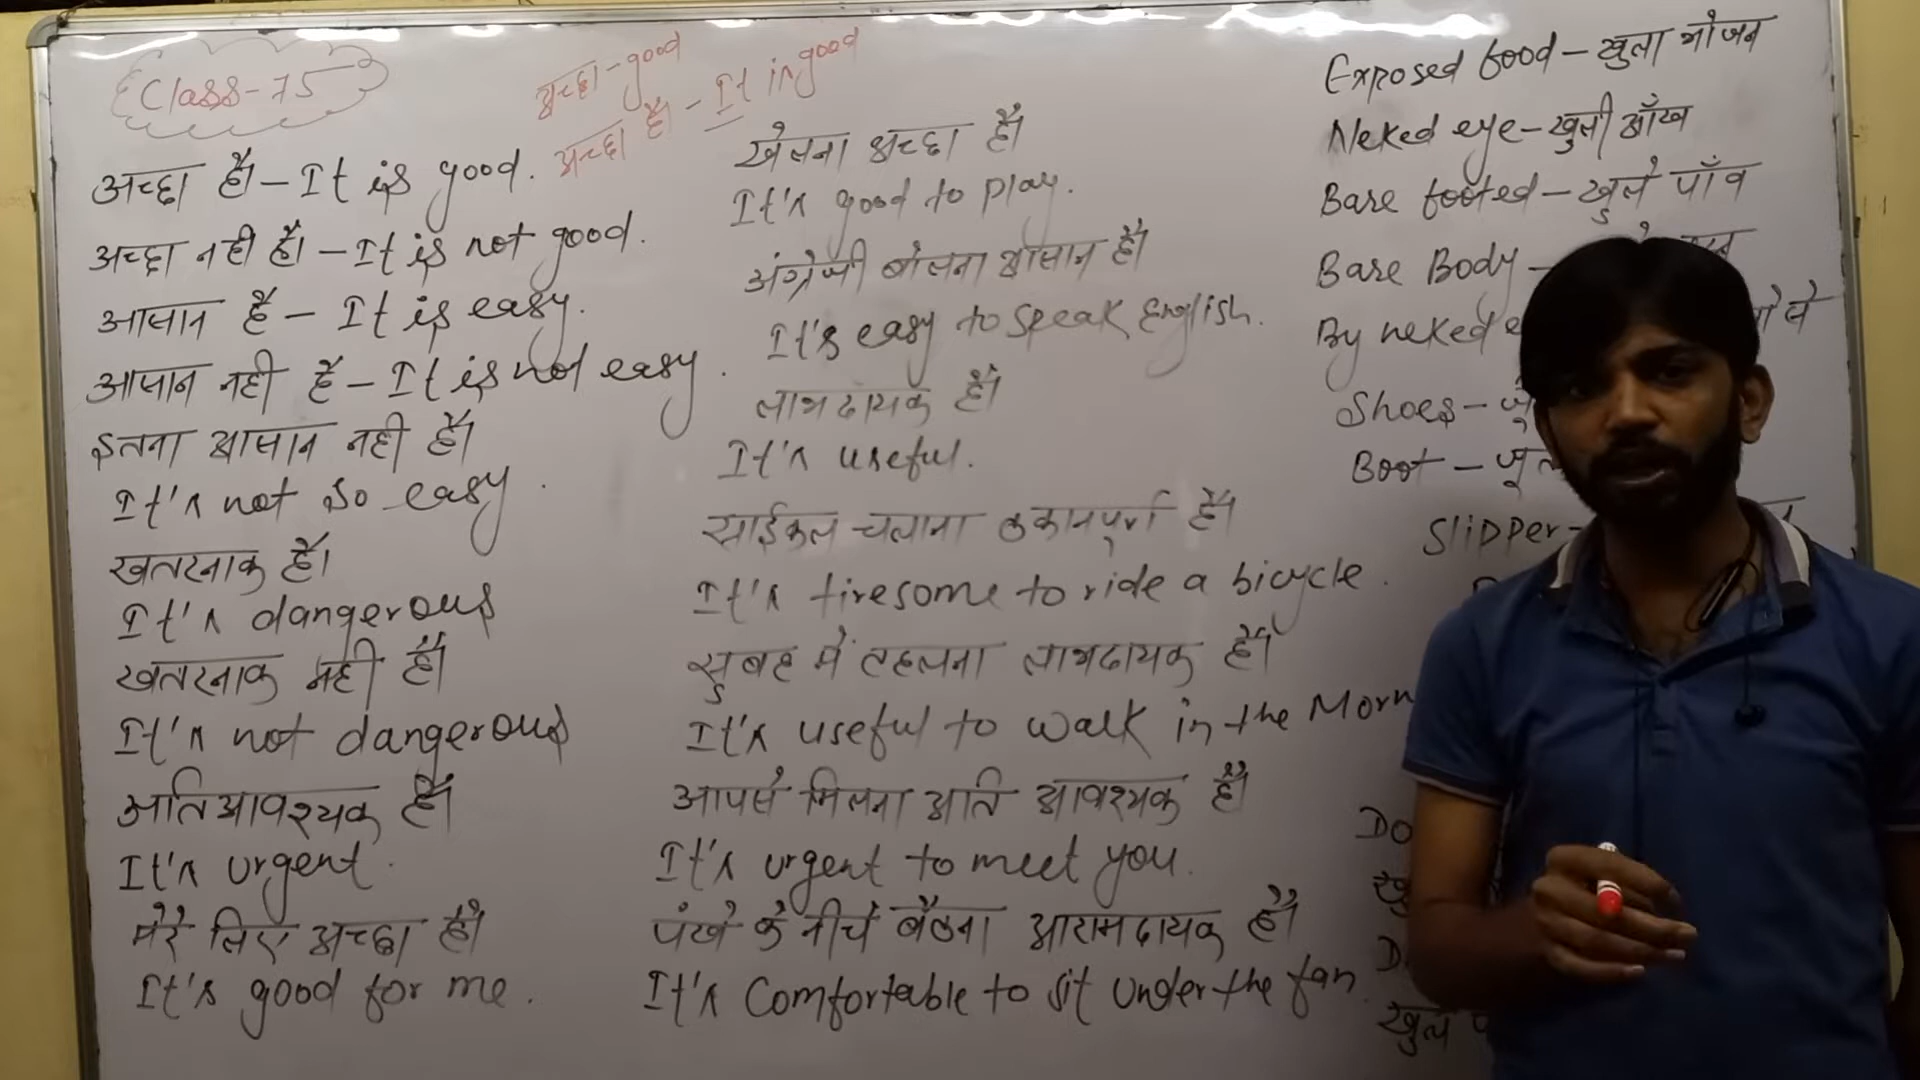 Class-75
अच्छा-good
अच्छा है - It is good
अच्छा है। - It is good.
अच्छा नही है। - It is not good.
आसान है - It is easy.
आसान नही है - It is not easy.
इतना आसान नही है।
It's not so easy.
खतरनाक है।
It's dangerous
खतरनाक नही है।
It's not dangerous
अतिआवश्यक है।
It's urgent.
मेरे लिए अच्छा है।
It's good for me.
खेलना अच्छा है।
It's good to play.
अंग्रेजी बोलना आसान है।
It's easy to speak English.
लाभदायक है।
It's useful.
साईकल चलाना थकानपूर्ण है।
It's tiresome to ride a bicycle.
सुबह में टहलना लाभदायक है।
It's useful to walk in the Morn
आपसे मिलना अति आवश्यक है।
It's urgent to meet you.
पंखे के नीचे बैठना आरामदायक है।
It's Comfortable to sit under the fan.
Exposed food - खुला भोजन
Neked eye - खुली आँख
Bare footed - खुले पाँव
Bare Body -
By neked e
Shoes -
Boot -
Slipper -
Do
खुले